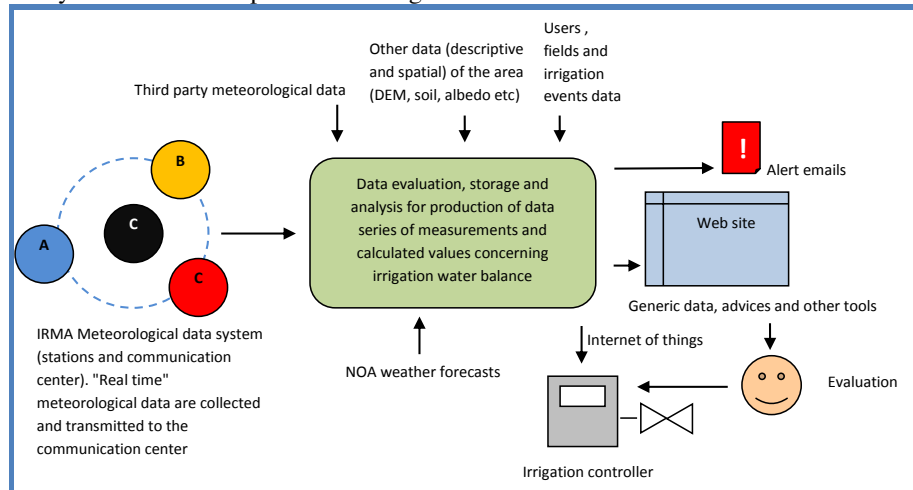 Users ,
fields and
irrigation
events data
Other data (descriptive
and spatial) of the area
(DEM, soil, albedo etc)
Third party meteorological data
B
C
A
C
Data evaluation, storage and
analysis for production of data
series of measurements and
calculated values concerning
irrigation water balance
!
Alert emails
Web site
Generic data, advices and other tools
IRMA Meteorological data system
(stations and communication
center). "Real time"
meteorological data are collected
and transmitted to the
communication center
NOA weather forecasts
Internet of things
Evaluation
Irrigation controller